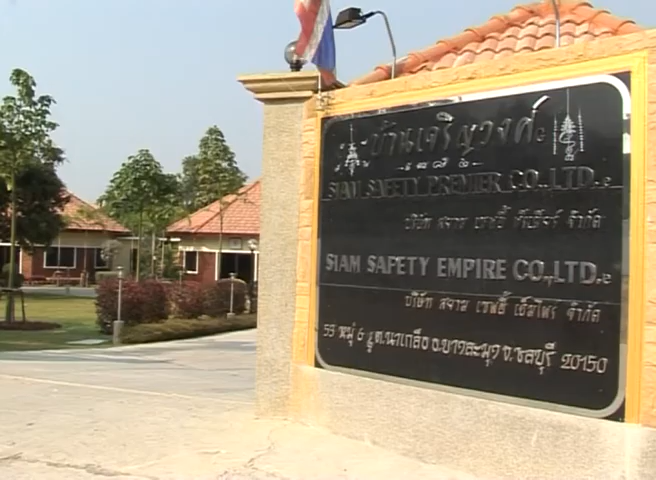 บ้านเจริญวงศ์
SIAM SAFETY PREMIER CO.,LTD.
บริษัท สยาม เซฟตี้ พรีเมียร์ จำกัด
SIAM SAFETY EMPIRE CO.,LTD.
บริษัท สยาม เซฟตี้ เอ็มไพร จำกัด
55 หมู่ 6 ต.นาเกลือ อ.บางละมุง จ.ชลบุรี 20150